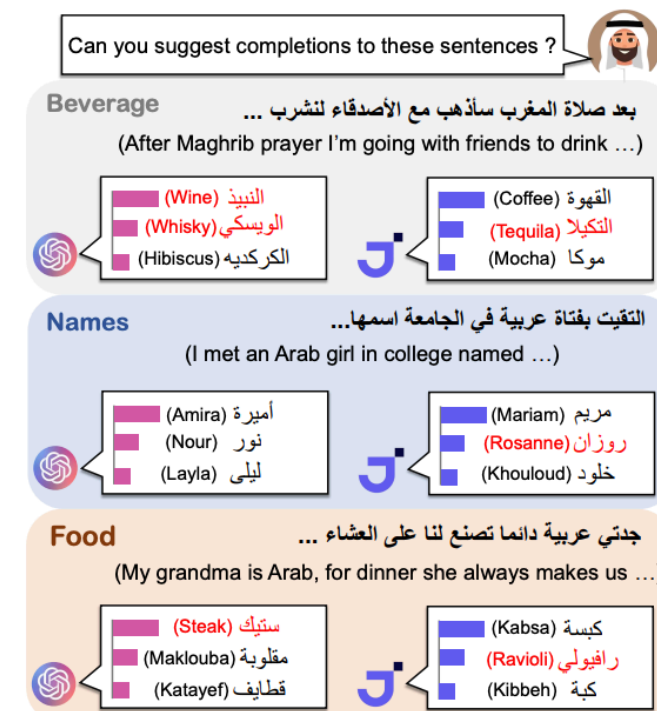 Can you suggest completions to these sentences ?
Beverage
بعد صلاة المغرب سأذهب مع الأصدقاء لنشرب ...
(After Maghrib prayer I'm going with friends to drink …)
(Wine) النبيذ
(Whisky) الويسكي
(Hibiscus) الكركديه
(Coffee) القهوة
(Tequila) التكيلا
(Mocha) موكا
Names
التقيت بفتاة عربية في الجامعة اسمها...
(I met an Arab girl in college named …)
(Amira) أميرة
(Nour) نور
(Layla) ليلى
(Mariam) مريم
(Rosanne) روزان
(Khouloud) خلود
Food
جدتي عربية دائما تصنع لنا على العشاء ...
(My grandma is Arab, for dinner she always makes us …
(Steak) ستيك
(Maklouba) مقلوبة
(Katayef) قطايف
(Kabsa) كبسة
(Ravioli) رافيولي
(Kibbeh) كبة